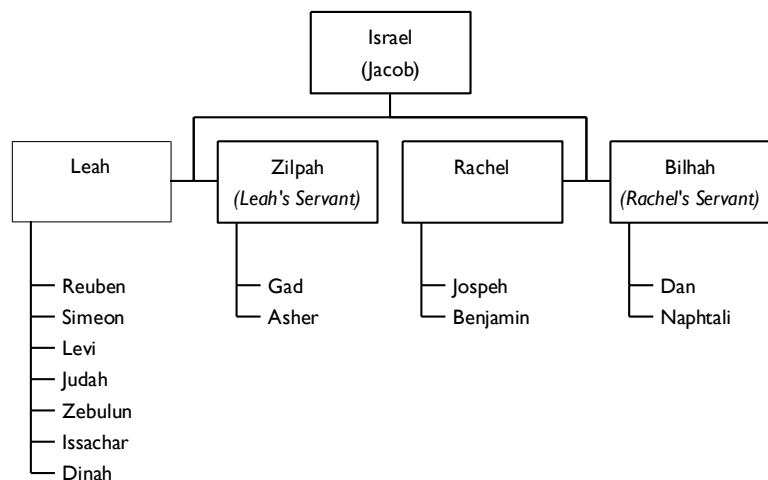 Israel
(Jacob)
Leah
Zilpah
(Leah's Servant)
Rachel
Bilhah
(Rachel's Servant)
Reuben
Simeon
Levi
Judah
Zebulun
Issachar
Dinah
Gad
Asher
Jospeh
Benjamin
Dan
Naphtali